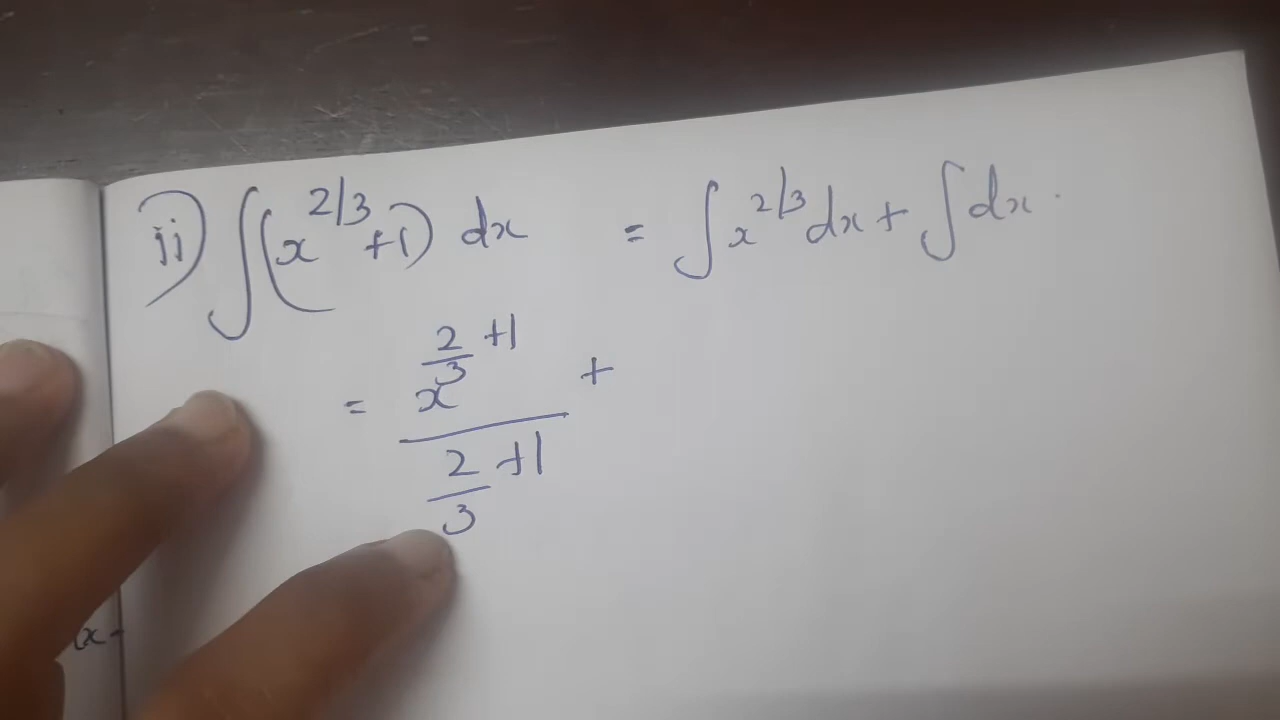 ii) ∫(x^2/3 + 1) dx = ∫ x^2/3 dx + ∫ dx .
= x^(2/3 + 1) / (2/3 + 1) +
x -